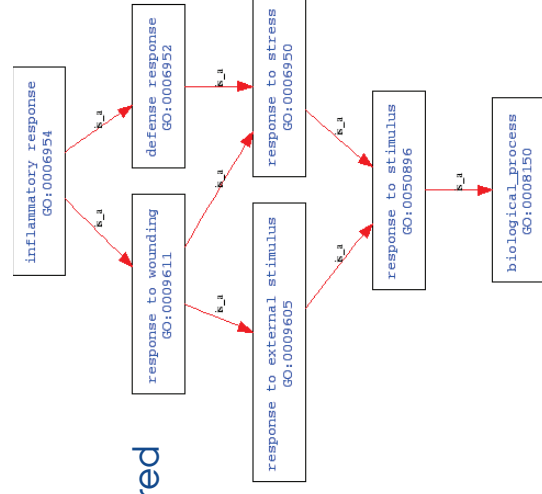 inflammatory response
GO:0006954
is_a
is_a
response to wounding
GO:0009611
defense response
GO:0006952
is_a
is_a
is_a
response to external stimulus
GO:0009605
response to stress
GO:0006950
is_a
is_a
response to stimulus
GO:0050896
is_a
biological_process
GO:0008150
red